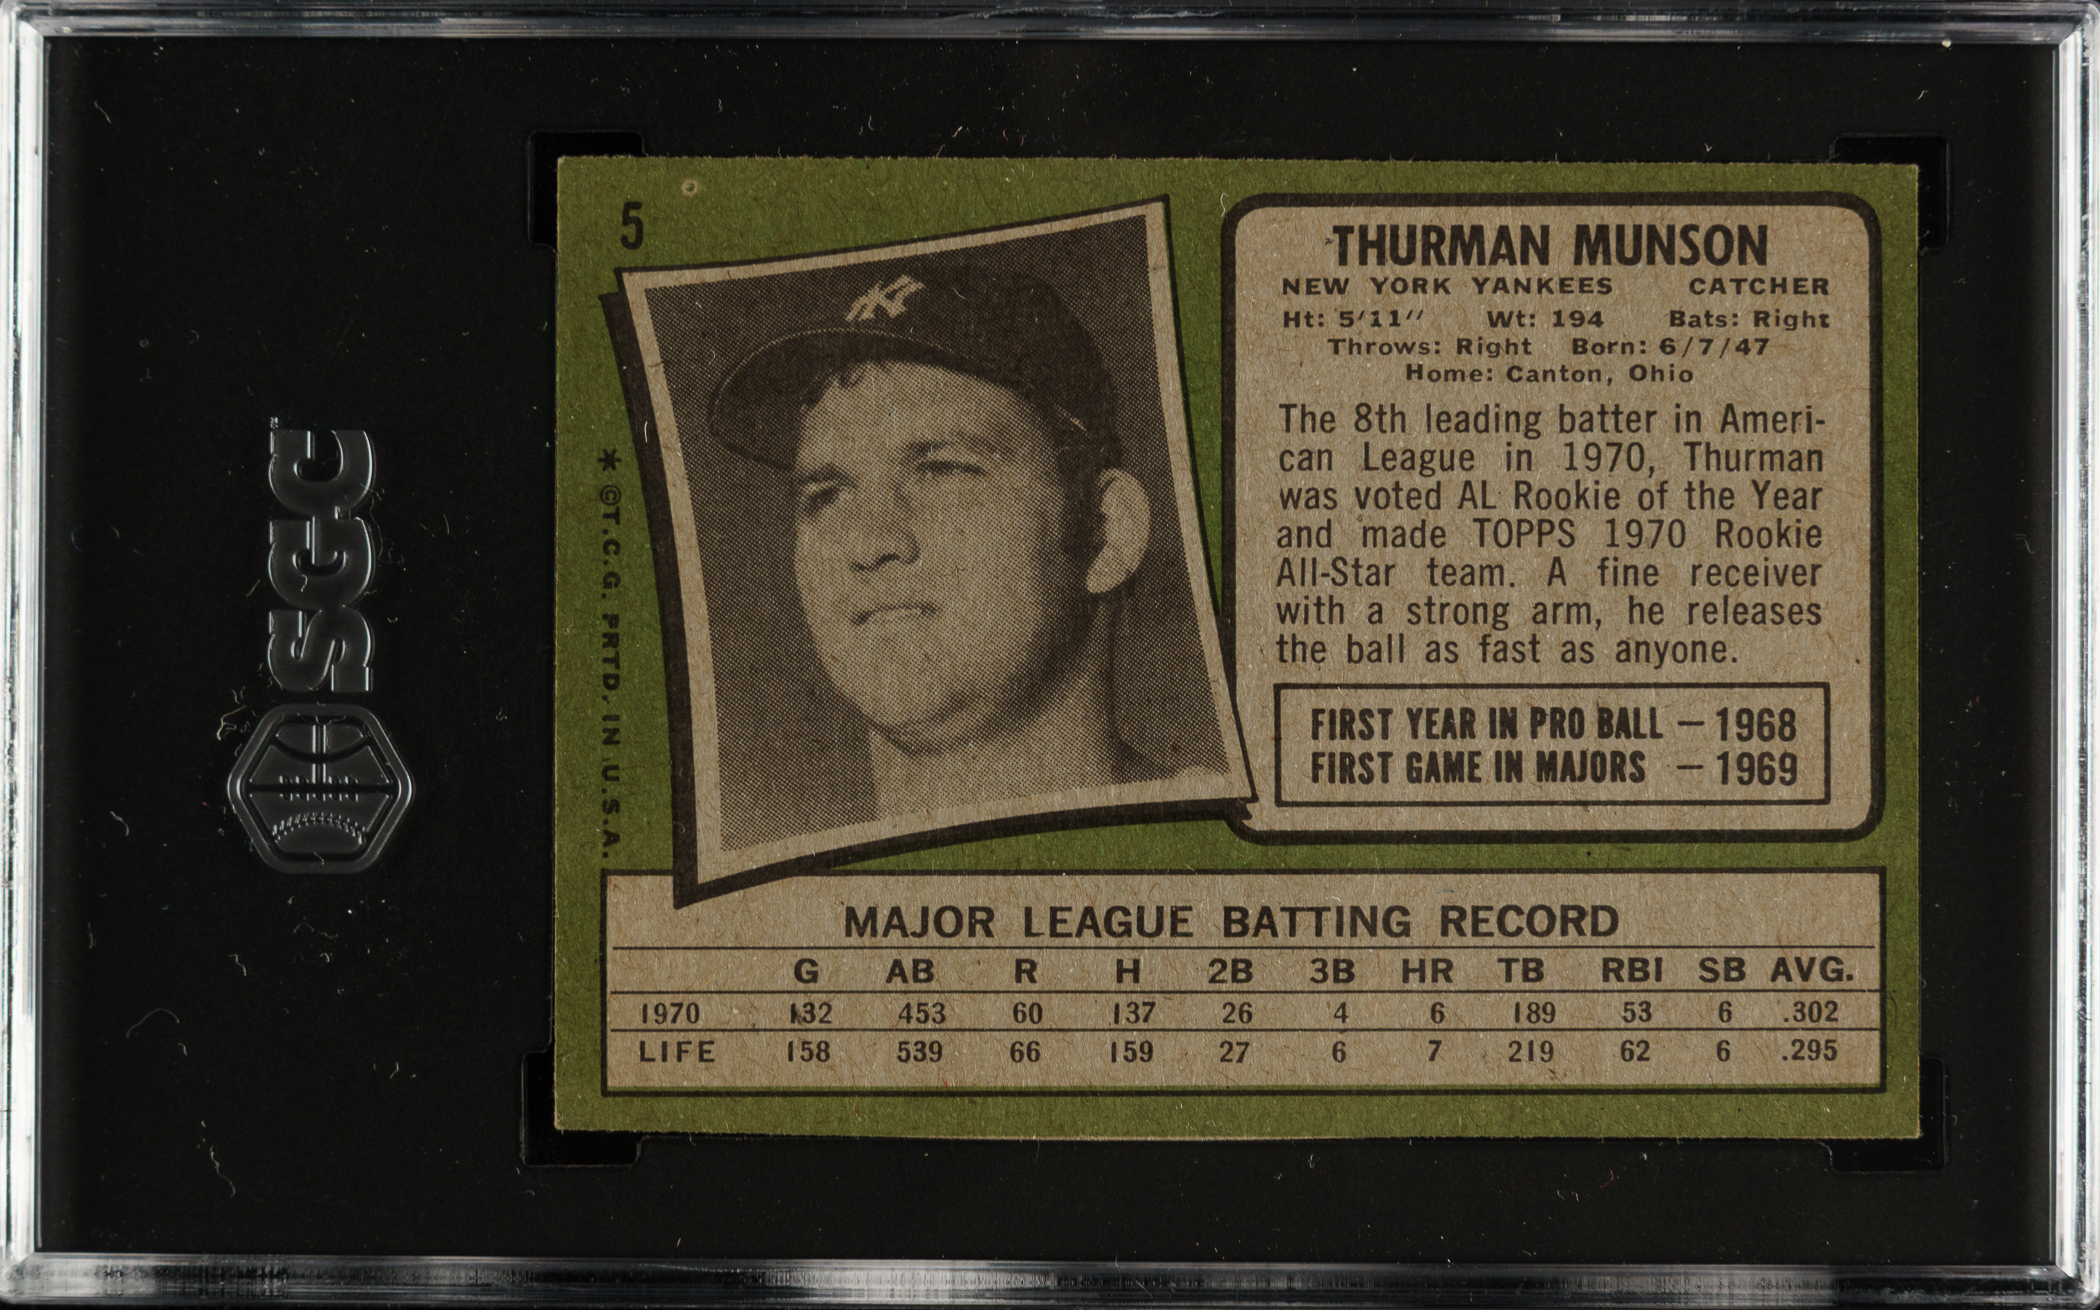 SGC
5
* ©T.C.G. PRTD. IN U.S.A.
NY
THURMAN MUNSON
NEW YORK YANKEES CATCHER
Ht: 5'11" Wt: 194 Bats: Right
Throws: Right Born: 6/7/47
Home: Canton, Ohio
The 8th leading batter in Ameri-
can League in 1970, Thurman
was voted AL Rookie of the Year
and made TOPPS 1970 Rookie
All-Star team. A fine receiver
with a strong arm, he releases
the ball as fast as anyone.
FIRST YEAR IN PRO BALL — 1968
FIRST GAME IN MAJORS — 1969
MAJOR LEAGUE BATTING RECORD
G AB R H 2B 3B HR TB RBI SB AVG.
1970 132 453 60 137 26 4 6 189 53 6 .302
LIFE 158 539 66 159 27 6 7 219 62 6 .295